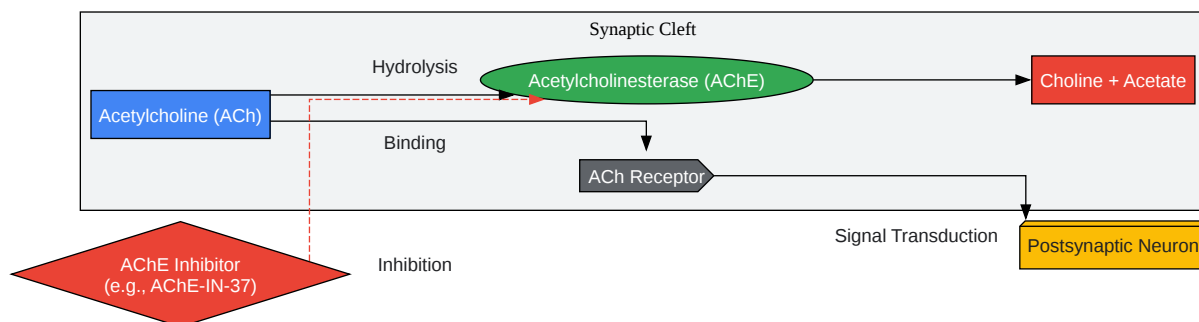 Synaptic Cleft
Hydrolysis
Acetylcholinesterase (AChE)
Choline + Acetate
Acetylcholine (ACh)
Binding
ACh Receptor
Signal Transduction
Postsynaptic Neuron
AChE Inhibitor
(e.g., AChE-IN-37)
Inhibition